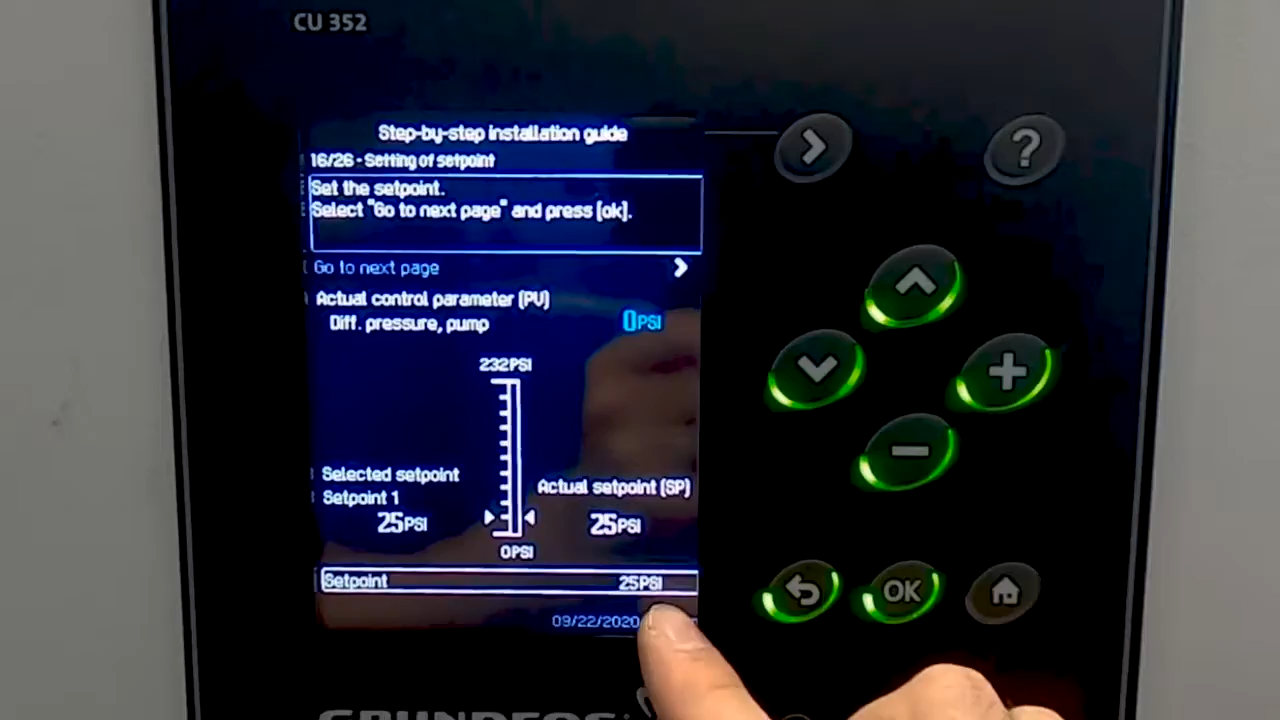 CU 352
Step-by-step installation guide
16/26 - Setting of setpoint
Set the setpoint.
Select "Go to next page" and press [ok].
Go to next page
Actual control parameter (PV)
Diff. pressure, pump 0PSI
232PSI
Selected setpoint
Setpoint 1
25PSI
Actual setpoint (SP)
25PSI
0PSI
Setpoint 25PSI
09/22/2020
GRUNDFOS
OK
?